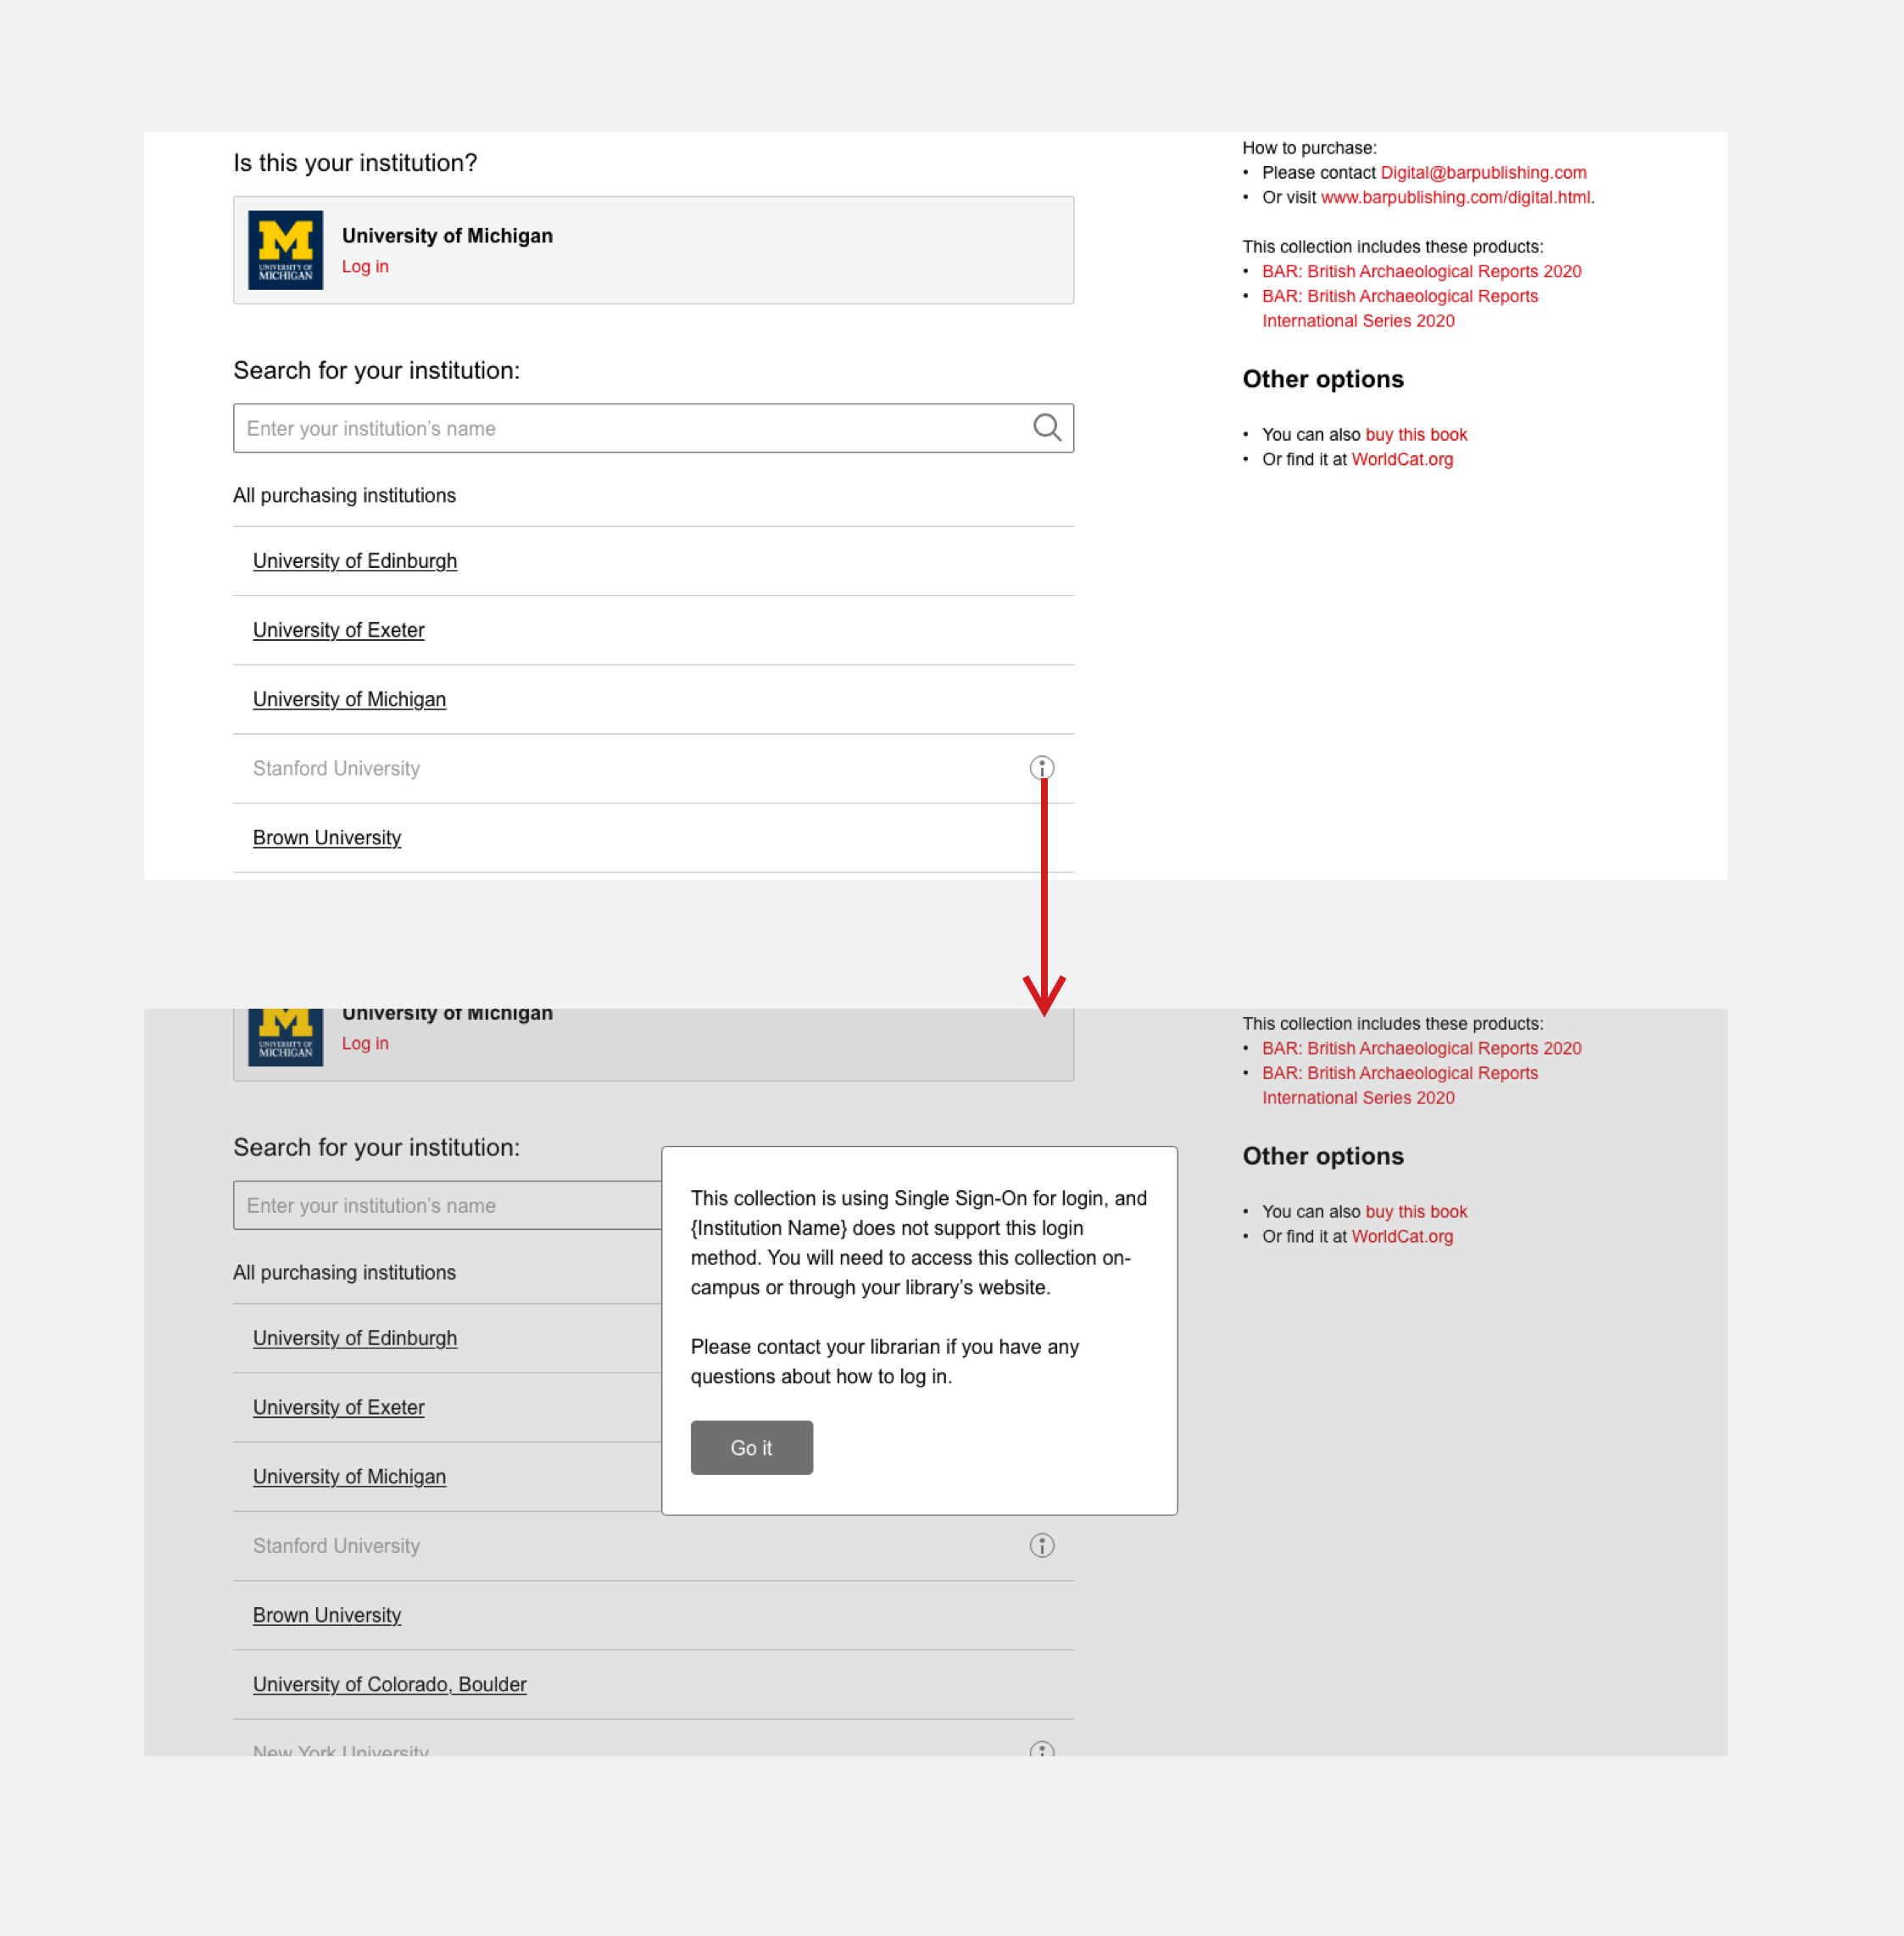 Is this your institution?
University of Michigan
Log in
M
UNIVERSITY OF
MICHIGAN
Search for your institution:
Enter your institution's name
All purchasing institutions
University of Edinburgh
University of Exeter
University of Michigan
Stanford University
Brown University
How to purchase:
• Please contact Digital@barpublishing.com
• Or visit www.barpublishing.com/digital.html.
This collection includes these products:
• BAR: British Archaeological Reports 2020
• BAR: British Archaeological Reports
International Series 2020
Other options
• You can also buy this book
• Or find it at WorldCat.org
University of Michigan
Log in
M
UNIVERSITY OF
MICHIGAN
Search for your institution:
Enter your institution's name
All purchasing institutions
University of Edinburgh
University of Exeter
University of Michigan
Stanford University
Brown University
University of Colorado, Boulder
New York University
This collection is using Single Sign-On for login, and
{Institution Name} does not support this login
method. You will need to access this collection on-
campus or through your library's website.
Please contact your librarian if you have any
questions about how to log in.
Go it
This collection includes these products:
• BAR: British Archaeological Reports 2020
• BAR: British Archaeological Reports
International Series 2020
Other options
• You can also buy this book
• Or find it at WorldCat.org